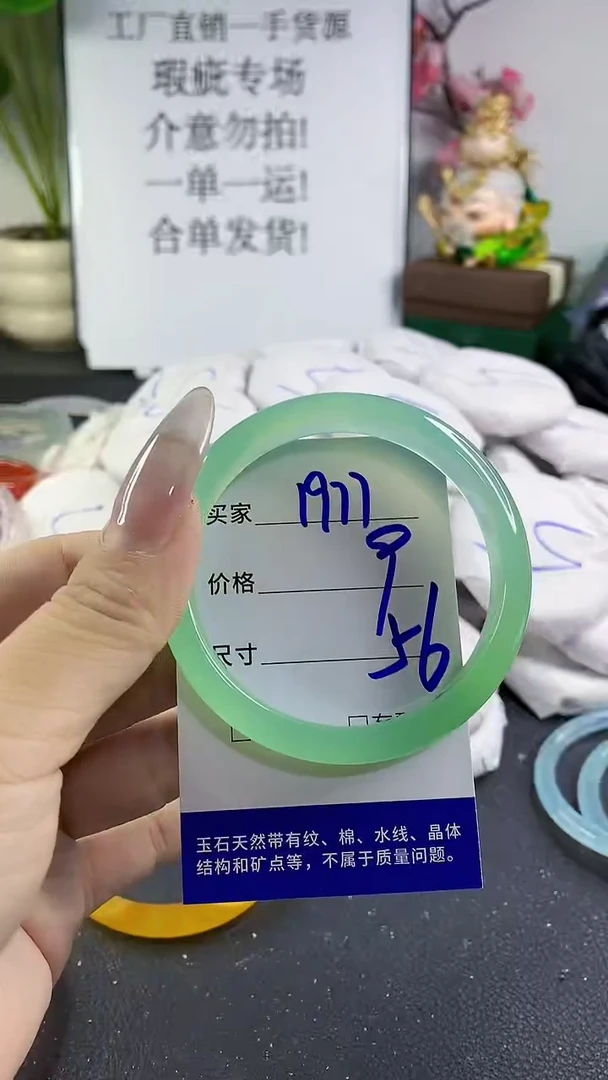 工厂直销一手货源
瑕疵专场
介意勿拍!
一单一运!
合单发货!
买家 1977
价格 9
尺寸 56
玉石天然带有纹、棉、水线、晶体
结构和矿点等，不属于质量问题。